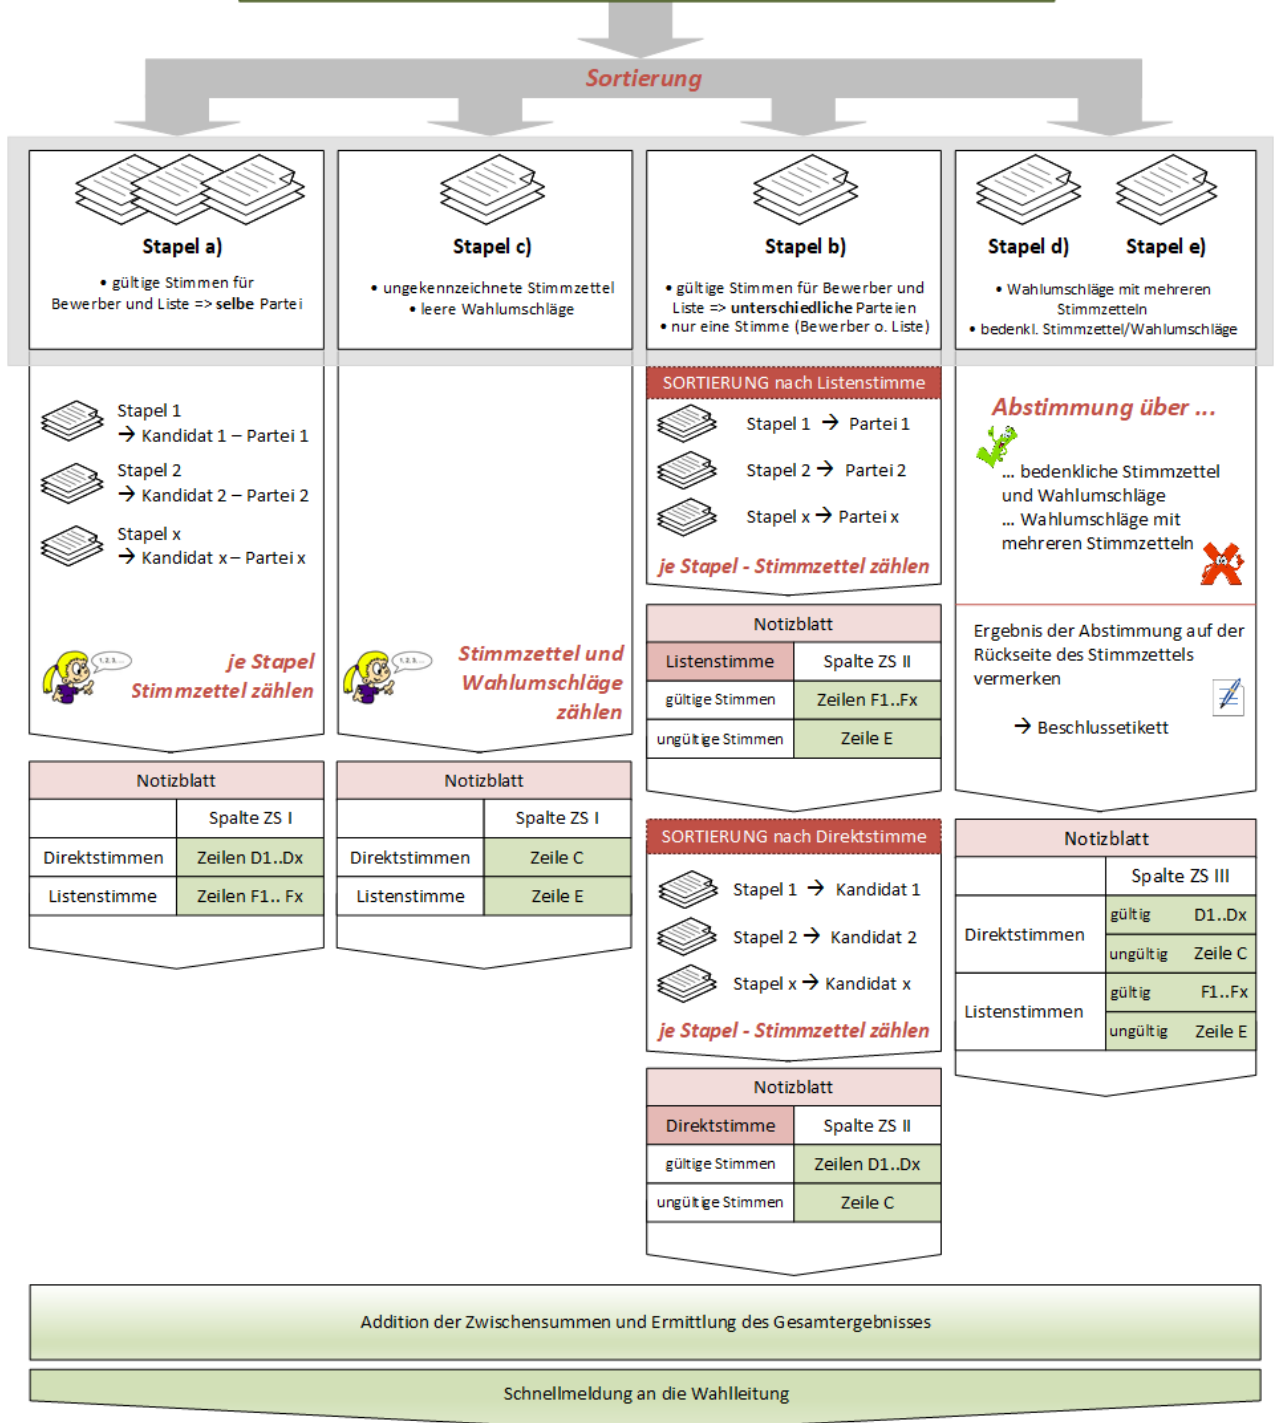 Sortierung
Stapel a)
• gültige Stimmen für
Bewerber und Liste => selbe Partei
Stapel 1
→ Kandidat 1 – Partei 1
Stapel 2
→ Kandidat 2 – Partei 2
Stapel x
→ Kandidat x – Partei x
1,2,3, ...
je Stapel
Stimmzettel zählen
Notizblatt
Spalte ZS I
Direktstimmen Zeilen D1..Dx
Listenstimme Zeilen F1.. Fx
Stapel c)
• ungekennzeichnete Stimmzettel
• leere Wahlumschläge
1,2,3, ...
Stimmzettel und
Wahlumschläge
zählen
Notizblatt
Spalte ZS I
Direktstimmen Zeile C
Listenstimme Zeile E
Stapel b)
• gültige Stimmen für Bewerber und
Liste => unterschiedliche Parteien
• nur eine Stimme (Bewerber o. Liste)
SORTIERUNG nach Listenstimme
Stapel 1 → Partei 1
Stapel 2 → Partei 2
Stapel x → Partei x
je Stapel - Stimmzettel zählen
Notizblatt
Listenstimme Spalte ZS II
gültige Stimmen Zeilen F1..Fx
ungültige Stimmen Zeile E
SORTIERUNG nach Direktstimme
Stapel 1 → Kandidat 1
Stapel 2 → Kandidat 2
Stapel x → Kandidat x
je Stapel - Stimmzettel zählen
Notizblatt
Direktstimme Spalte ZS II
gültige Stimmen Zeilen D1..Dx
ungültige Stimmen Zeile C
Stapel d) Stapel e)
• Wahlumschläge mit mehreren
Stimmzetteln
• bedenkl. Stimmzettel/Wahlumschläge
Abstimmung über ...
... bedenkliche Stimmzettel
und Wahlumschläge
... Wahlumschläge mit
mehreren Stimmzetteln
Ergebnis der Abstimmung auf der
Rückseite des Stimmzettels
vermerken
→ Beschlussetikett
Notizblatt
Spalte ZS III
Direktstimmen
gültig D1..Dx
ungültig Zeile C
Listenstimmen
gültig F1..Fx
ungültig Zeile E
Addition der Zwischensummen und Ermittlung des Gesamtergebnisses
Schnellmeldung an die Wahlleitung